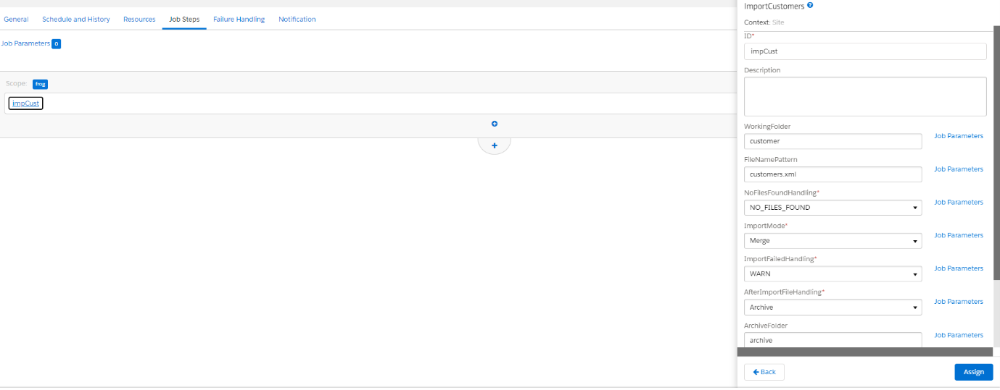 General Schedule and History Resources Job Steps Failure Handling Notification
Job Parameters 0
Scope: frog
impCust
ImportCustomers ?
Context: Site
ID*
impCust
Description
WorkingFolder
customer Job Parameters
FileNamePattern
customers.xml Job Parameters
NoFilesFoundHandling*
NO_FILES_FOUND Job Parameters
ImportMode*
Merge Job Parameters
ImportFailedHandling*
WARN Job Parameters
AfterImportFileHandling*
Archive Job Parameters
ArchiveFolder
archive Job Parameters
Back Assign